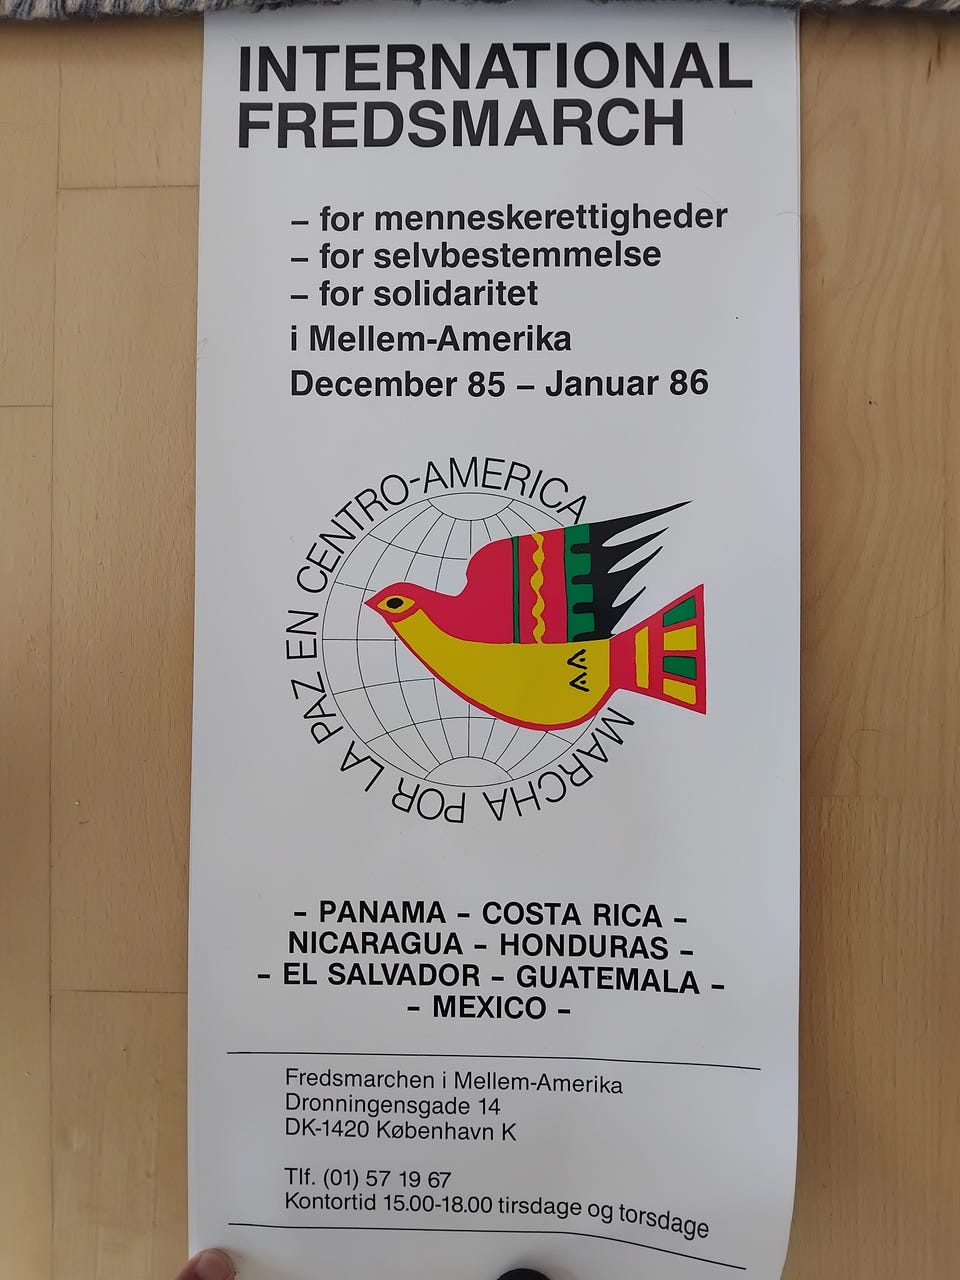 INTERNATIONAL
FREDSMARCH
– for menneskerettigheder
– for selvbestemmelse
– for solidaritet
i Mellem-Amerika
December 85 – Januar 86
MARCHA POR LA PAZ EN CENTRO-AMERICA
– PANAMA – COSTA RICA –
NICARAGUA – HONDURAS –
– EL SALVADOR – GUATEMALA –
– MEXICO –
Fredsmarchen i Mellem-Amerika
Dronningensgade 14
DK-1420 København K
Tlf. (01) 57 19 67
Kontortid 15.00-18.00 tirsdage og torsdage